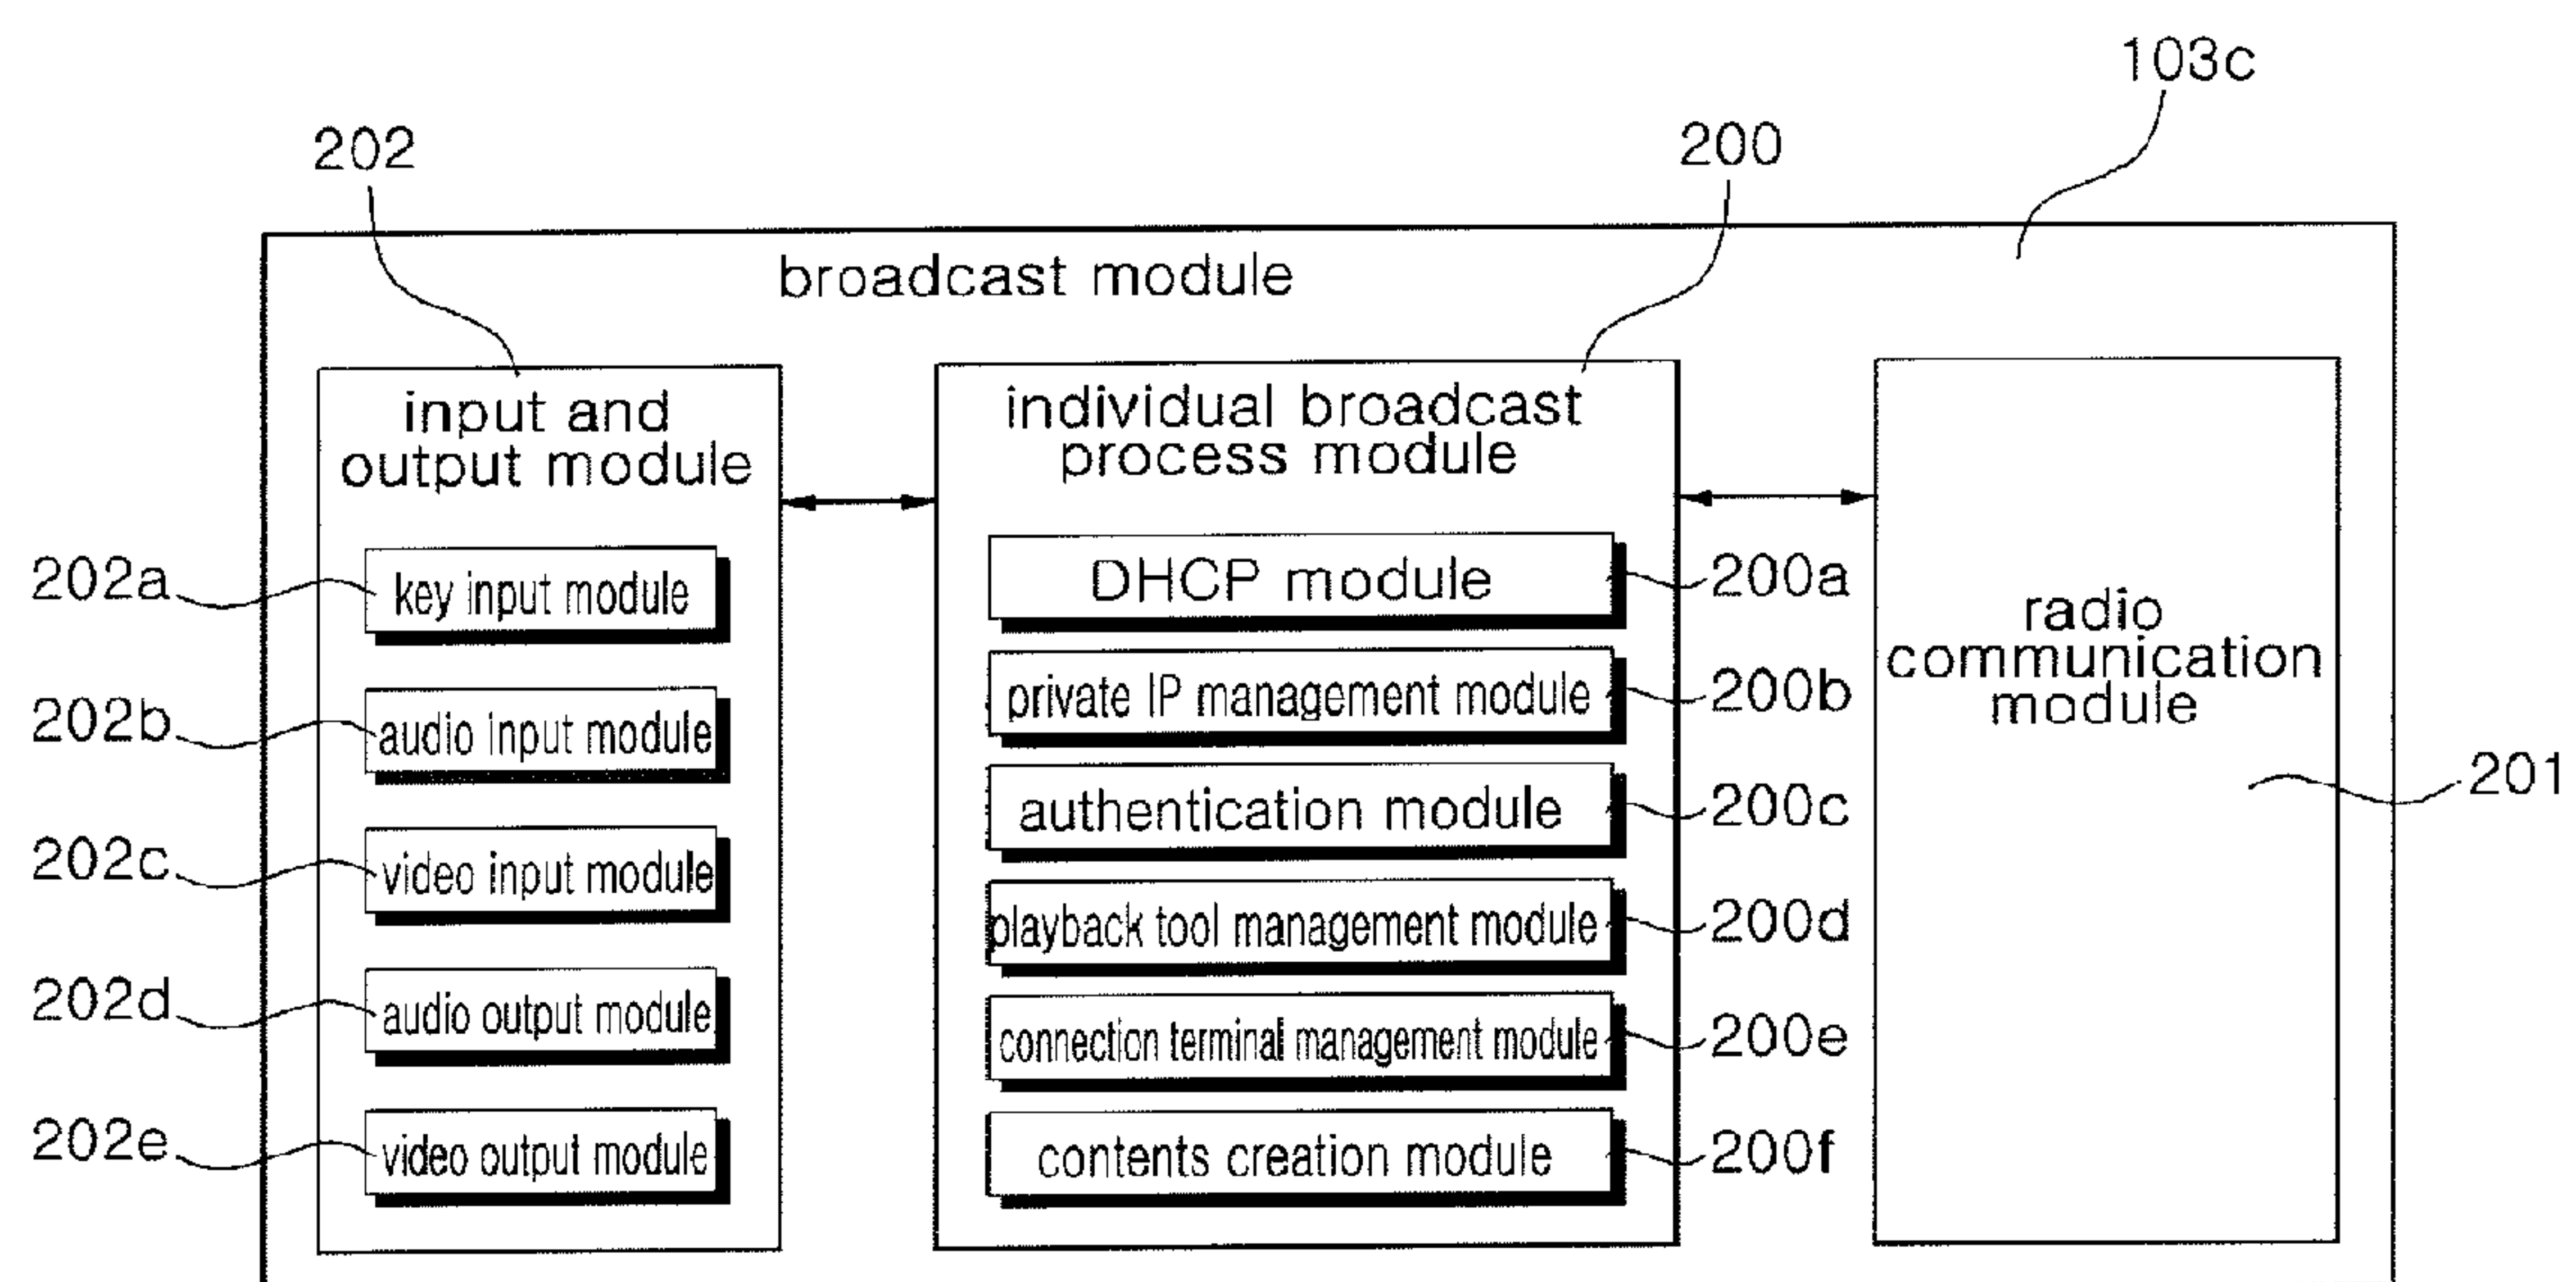 103c
202
200
broadcast module
input and
output module
individual broadcast
process module
202a
key input module
202b
audio input module
202c
video input module
202d
audio output module
202e
video output module
DHCP module
200a
private IP management module
200b
authentication module
200c
playback tool management module
200d
connection terminal management module
200e
contents creation module
200f
radio
communication
module
201